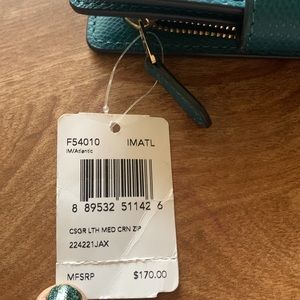 F54010 IMATL
IM/Atlantic
8 89532 51142 6
CSGR LTH MED CRN ZIP
224221JAX
MFSRP $170.00